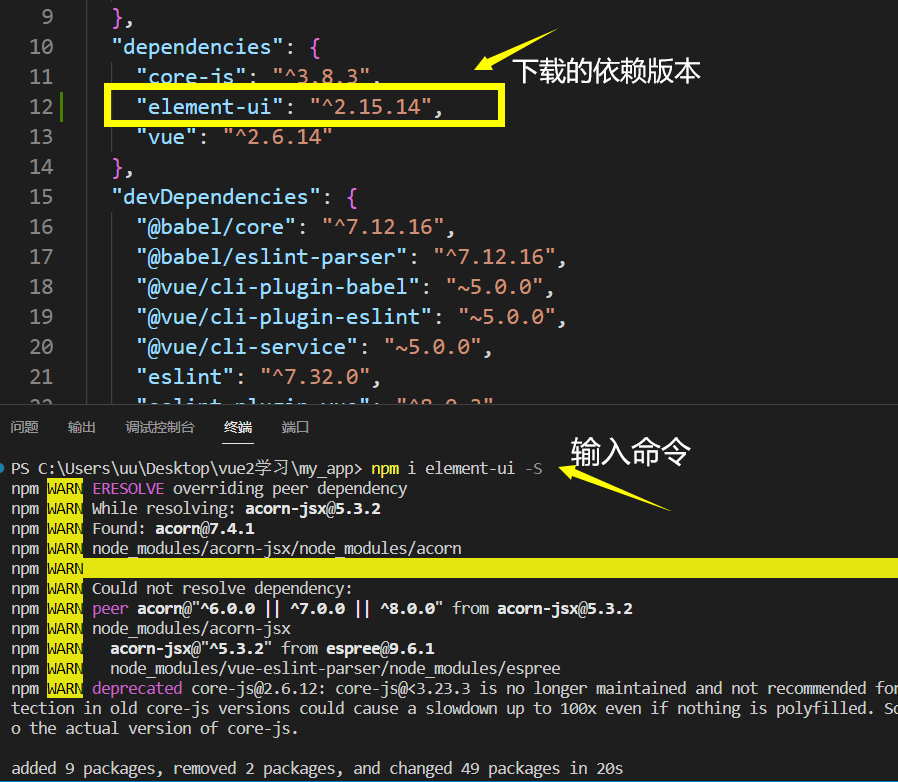 9 },
10 "dependencies": {
下载的依赖版本
11 "core-js": "^3.8.3",
12 "element-ui": "^2.15.14",
13 "vue": "^2.6.14"
14 },
15 "devDependencies": {
16 "@babel/core": "^7.12.16",
17 "@babel/eslint-parser": "^7.12.16",
18 "@vue/cli-plugin-babel": "~5.0.0",
19 "@vue/cli-plugin-eslint": "~5.0.0",
20 "@vue/cli-service": "~5.0.0",
21 "eslint": "^7.32.0",
22 "eslint-plugin-vue": "^8.0.3"
问题 输出 调试控制台 终端 端口
输入命令
PS C:\Users\uu\Desktop\vue2学习\my_app> npm i element-ui -S
npm WARN ERESOLVE overriding peer dependency
npm WARN While resolving: acorn-jsx@5.3.2
npm WARN Found: acorn@7.4.1
npm WARN node_modules/acorn-jsx/node_modules/acorn
npm WARN
npm WARN Could not resolve dependency:
npm WARN peer acorn@"^6.0.0 || ^7.0.0 || ^8.0.0" from acorn-jsx@5.3.2
npm WARN node_modules/acorn-jsx
npm WARN acorn-jsx@"^5.3.2" from espree@9.6.1
npm WARN node_modules/vue-eslint-parser/node_modules/espree
npm WARN deprecated core-js@2.6.12: core-js@<3.23.3 is no longer maintained and not recommended for
tection in old core-js versions could cause a slowdown up to 100x even if nothing is polyfilled. So
o the actual version of core-js.
added 9 packages, removed 2 packages, and changed 49 packages in 20s